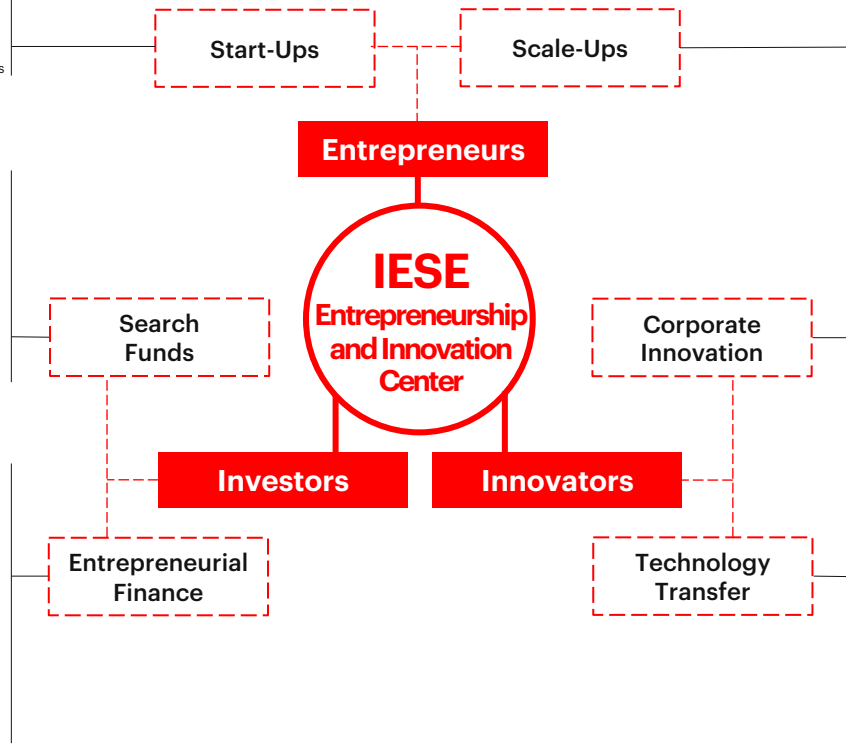 Start-Ups
Scale-Ups
s
Entrepreneurs
IESE
Entrepreneurship
and Innovation
Center
Search
Funds
Corporate
Innovation
Investors
Innovators
Entrepreneurial
Finance
Technology
Transfer